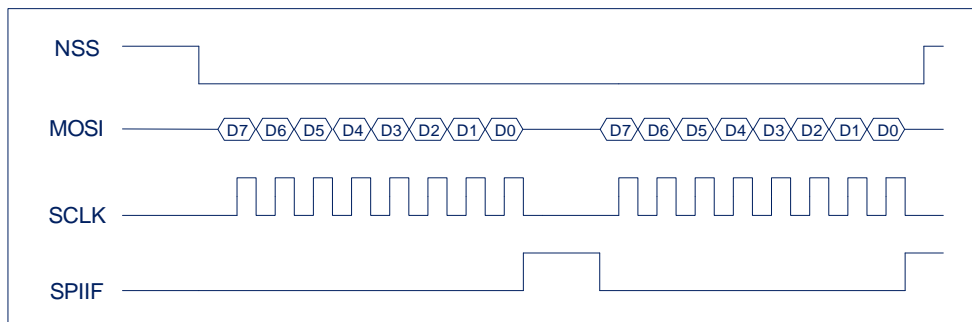 NSS
MOSI D7 D6 D5 D4 D3 D2 D1 D0 D7 D6 D5 D4 D3 D2 D1 D0
SCLK
SPIIF